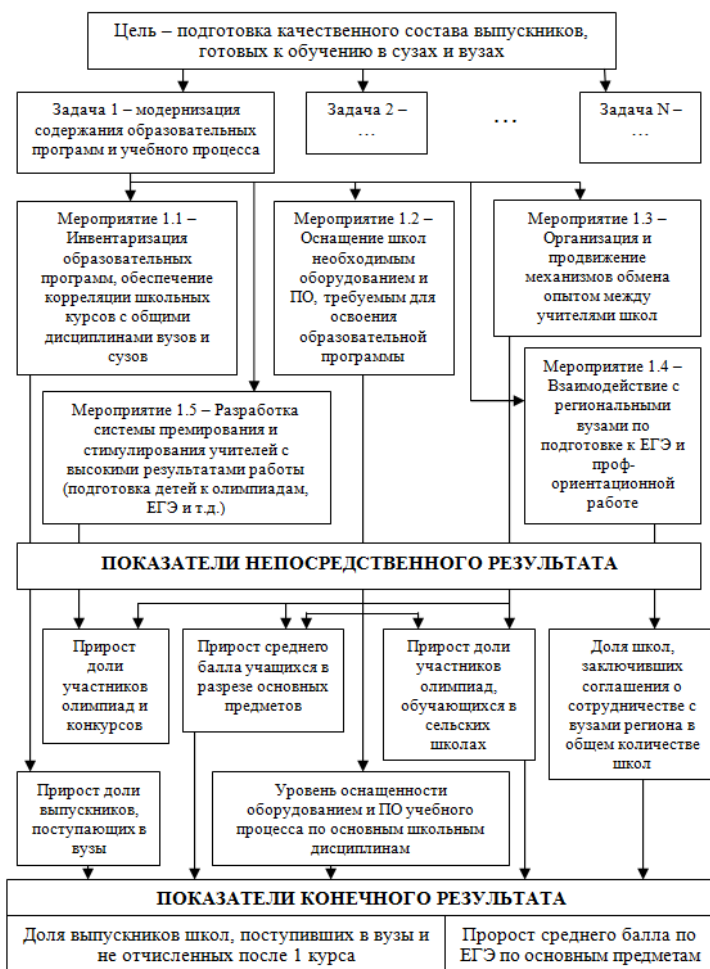 Цель – подготовка качественного состава выпускников,
готовых к обучению в сузах и вузах
Задача 1 – модернизация
содержания образовательных
программ и учебного процесса
Задача 2 –
…
…
Задача N –
…
Мероприятие 1.1 –
Инвентаризация
образовательных
программ, обеспечение
корреляции школьных
курсов с общими
дисциплинами вузов и
сузов
Мероприятие 1.2 –
Оснащение школ
необходимым
оборудованием и
ПО, требуемым для
освоения
образовательной
программы
Мероприятие 1.3 –
Организация и
продвижение
механизмов обмена
опытом между
учителями школ
Мероприятие 1.4 –
Взаимодействие с
региональными
вузами по
подготовке к ЕГЭ и
проф-
ориентационной
работе
Мероприятие 1.5 – Разработка
системы премирования и
стимулирования учителей с
высокими результатами работы
(подготовка детей к олимпиадам,
ЕГЭ и т.д.)
ПОКАЗАТЕЛИ НЕПОСРЕДСТВЕННОГО РЕЗУЛЬТАТА
Прирост
доли
участников
олимпиад и
конкурсов
Прирост среднего
балла учащихся в
разрезе основных
предметов
Прирост доли
участников
олимпиад,
обучающихся в
сельских
школах
Доля школ,
заключивших
соглашения о
сотрудничестве с
вузами региона в
общем количестве
школ
Прирост доли
выпускников,
поступающих в
вузы
Уровень оснащенности
оборудованием и ПО учебного
процесса по основным школьным
дисциплинам
ПОКАЗАТЕЛИ КОНЕЧНОГО РЕЗУЛЬТАТА
Доля выпускников школ, поступивших в вузы и
не отчисленных после 1 курса
Пророст среднего балла по
ЕГЭ по основным предметам